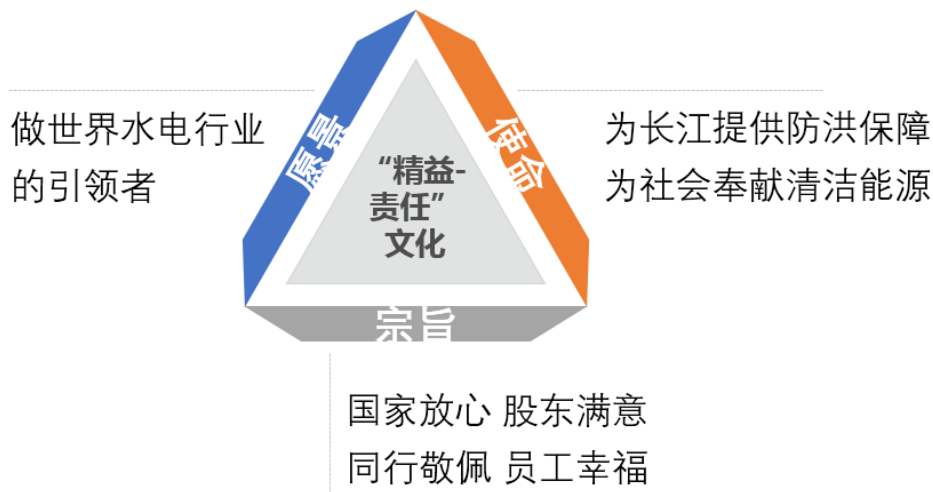 做世界水电行业
的引领者
愿景
“精益-
责任”
文化
使命
为长江提供防洪保障
为社会奉献清洁能源
宗旨
国家放心 股东满意
同行敬佩 员工幸福